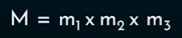 M = m₁ x m₂ x m₃